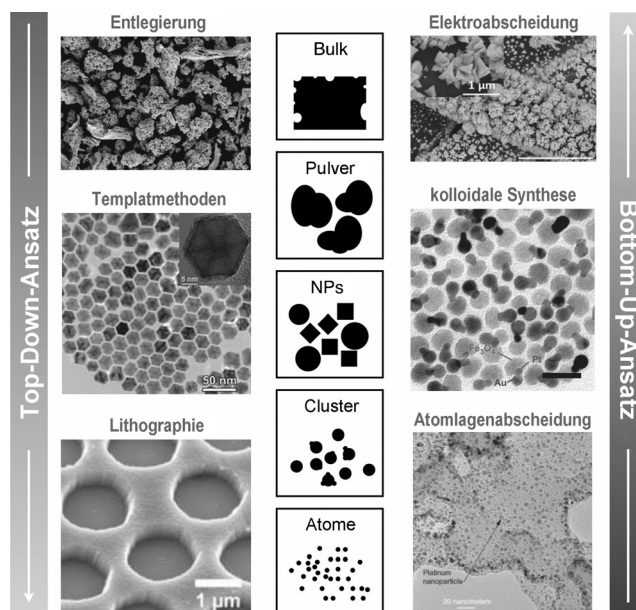 Top-Down-Ansatz
Entlegierung
Templatmethoden
5 nm
50 nm
Lithographie
1 µm
Bulk
Pulver
NPs
Cluster
Atome
Elektroabscheidung
1 µm
kolloidale Synthese
Fe₃O₄
Pt
Au
Atomlagenabscheidung
Platinum
nanoparticle
20 nanometers
Bottom-Up-Ansatz